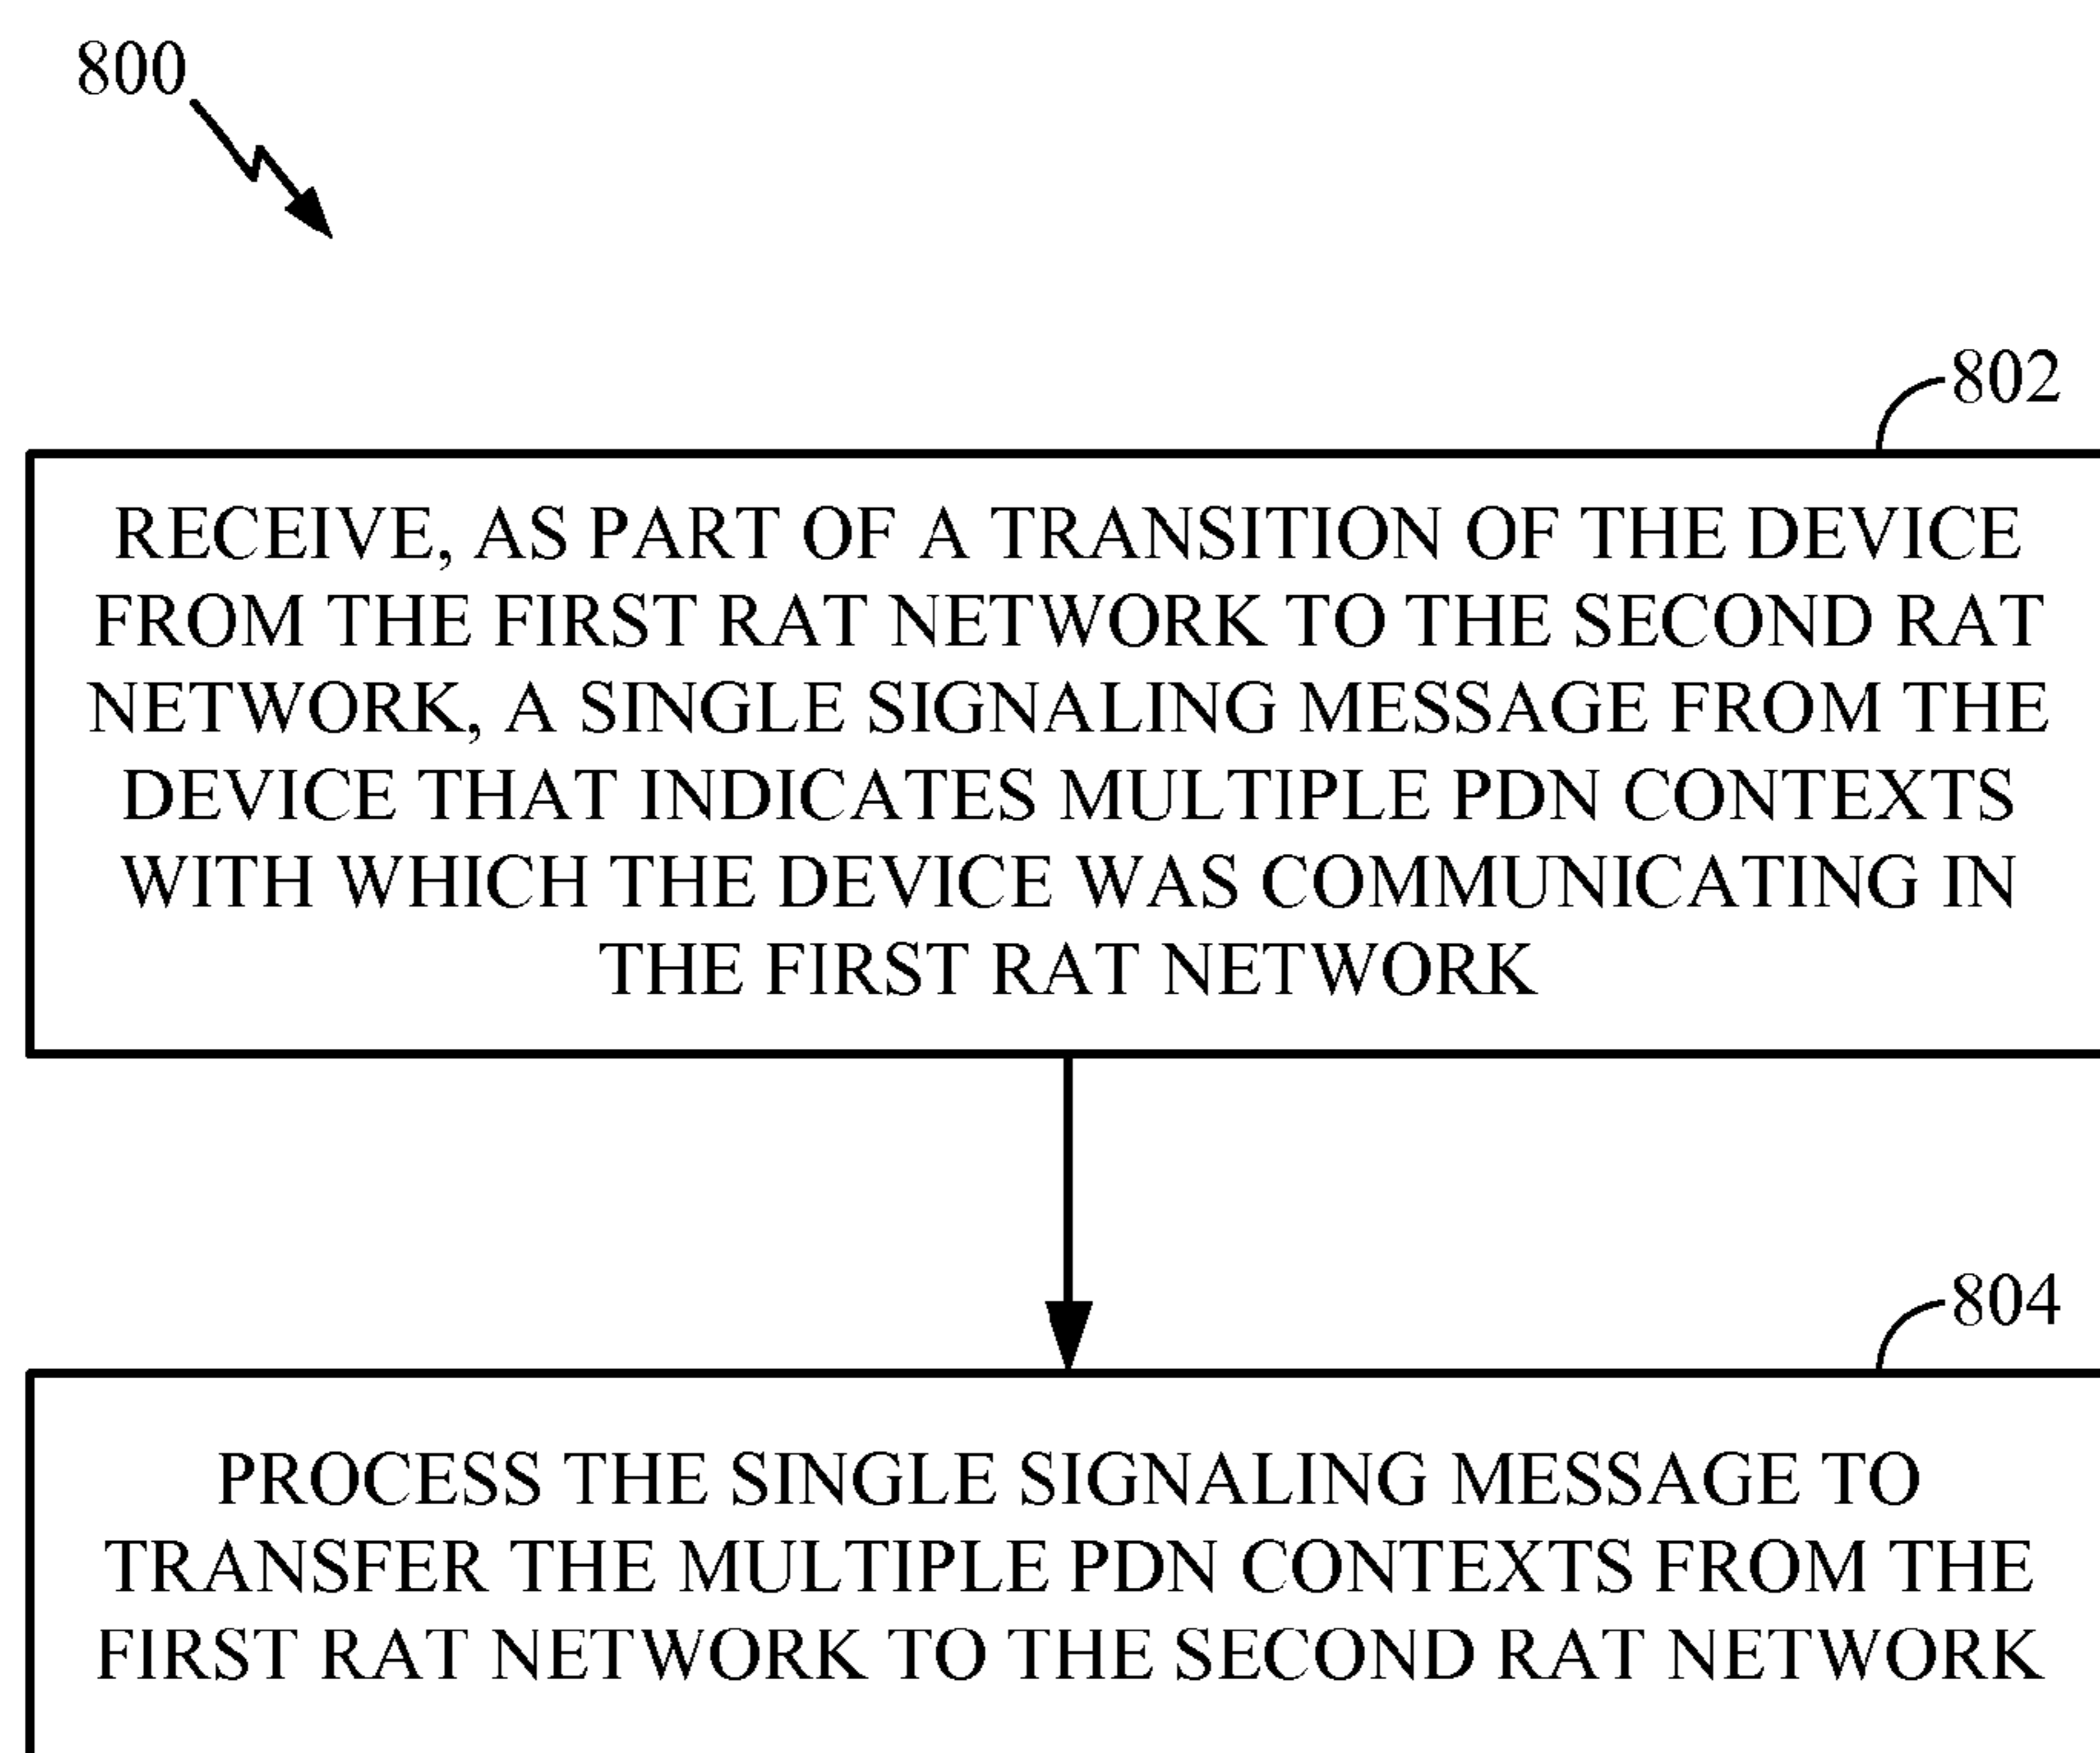 800
802
RECEIVE, AS PART OF A TRANSITION OF THE DEVICE
FROM THE FIRST RAT NETWORK TO THE SECOND RAT
NETWORK, A SINGLE SIGNALING MESSAGE FROM THE
DEVICE THAT INDICATES MULTIPLE PDN CONTEXTS
WITH WHICH THE DEVICE WAS COMMUNICATING IN
THE FIRST RAT NETWORK
804
PROCESS THE SINGLE SIGNALING MESSAGE TO
TRANSFER THE MULTIPLE PDN CONTEXTS FROM THE
FIRST RAT NETWORK TO THE SECOND RAT NETWORK